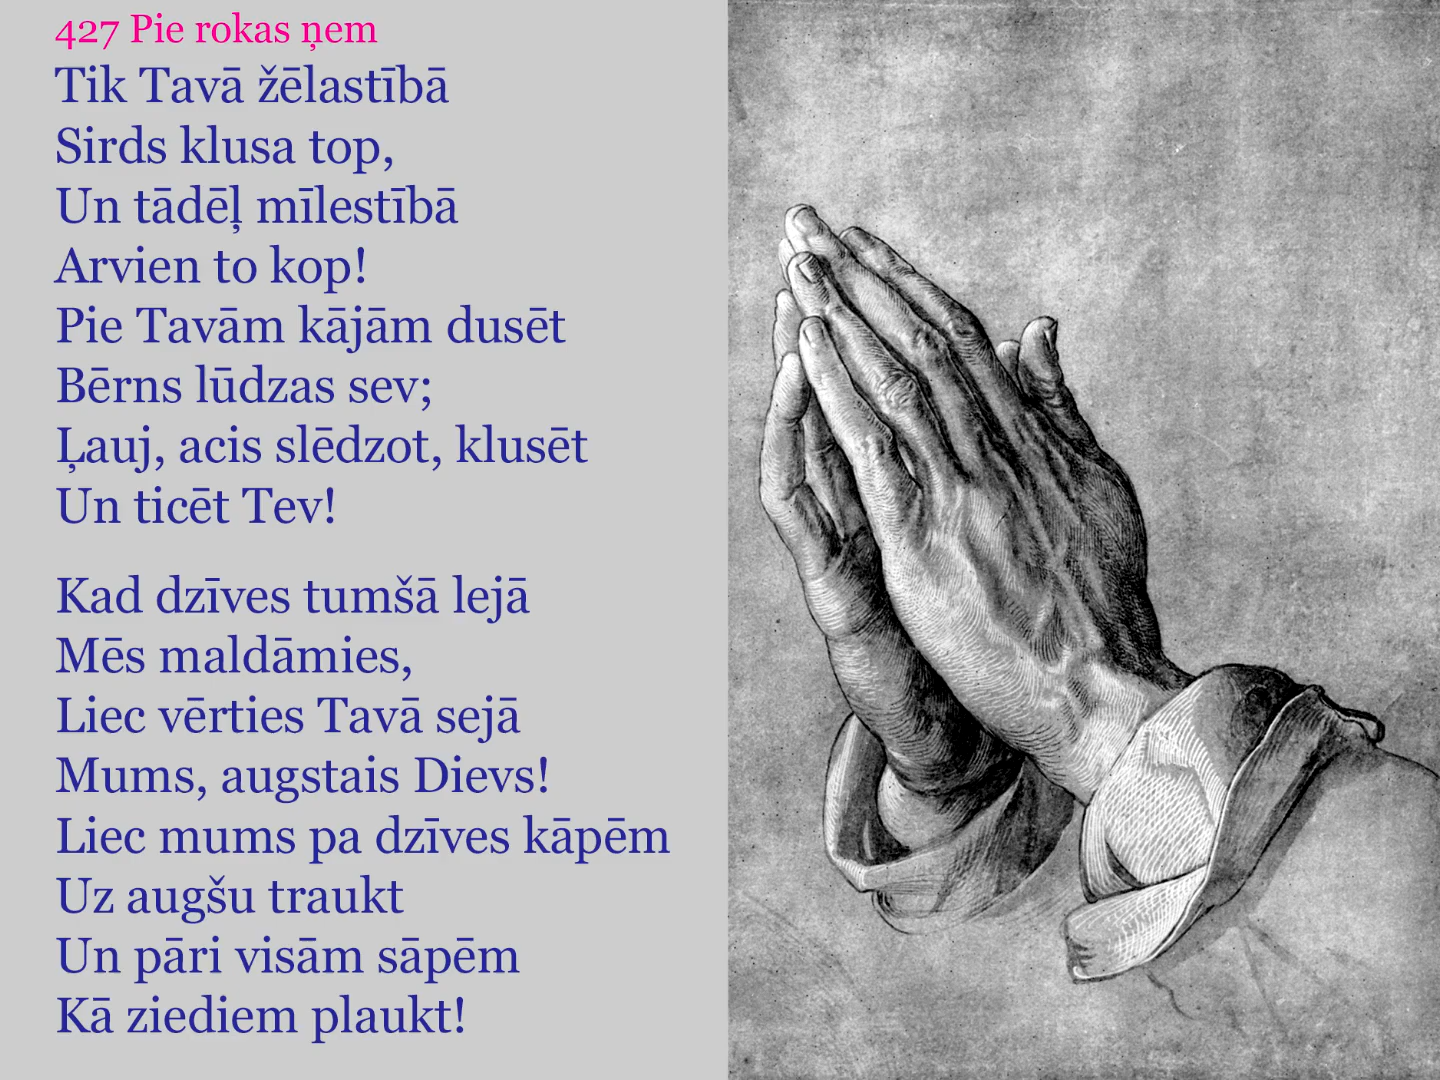 427 Pie rokas ņem
Tik Tavā žēlastībā
Sirds klusa top,
Un tādēļ mīlestībā
Arvien to kop!
Pie Tavām kājām dusēt
Bērns lūdzas sev;
Ļauj, acis slēdzot, klusēt
Un ticēt Tev!
Kad dzīves tumšā lejā
Mēs maldāmies,
Liec vērties Tavā sejā
Mums, augstais Dievs!
Liec mums pa dzīves kāpēm
Uz augšu traukt
Un pāri visām sāpēm
Kā ziediem plaukt!